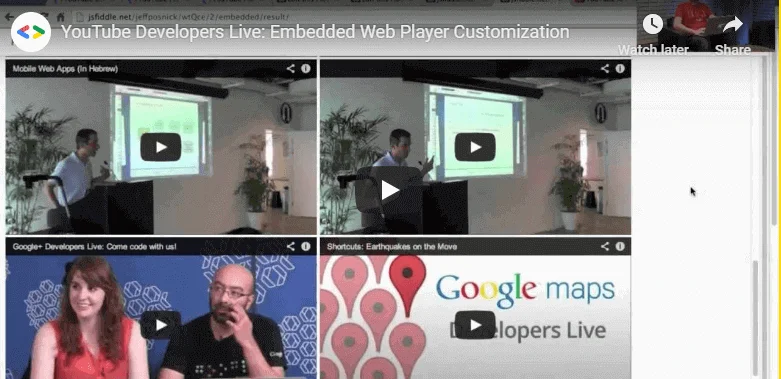 jsfiddle.net/jeffposnick/wtQce/2/embedded/result/
YouTube Developers Live: Embedded Web Player Customization
Watch later
Share
Mobile Web Apps (In Hebrew)
Google+ Developers Live: Come code with us!
Shortcuts: Earthquakes on the Move
Google maps
Developers Live